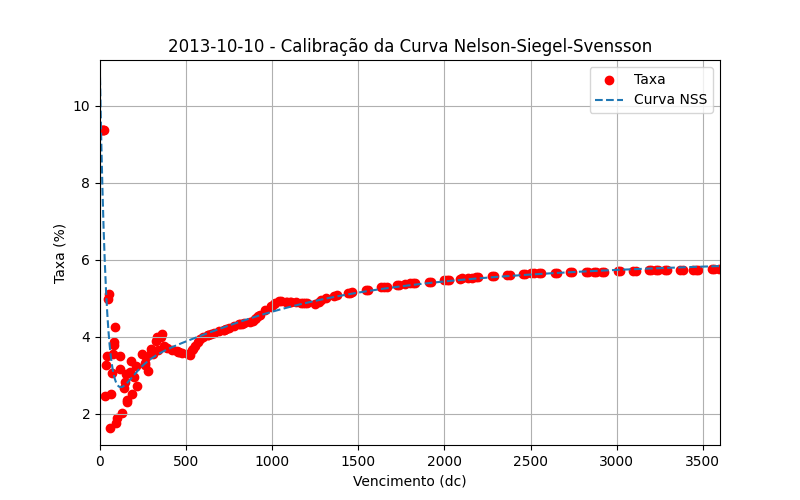 2013-10-10 - Calibração da Curva Nelson-Siegel-Svensson
Taxa
Curva NSS
Taxa (%)
10
8
6
4
2
0 500 1000 1500 2000 2500 3000 3500
Vencimento (dc)